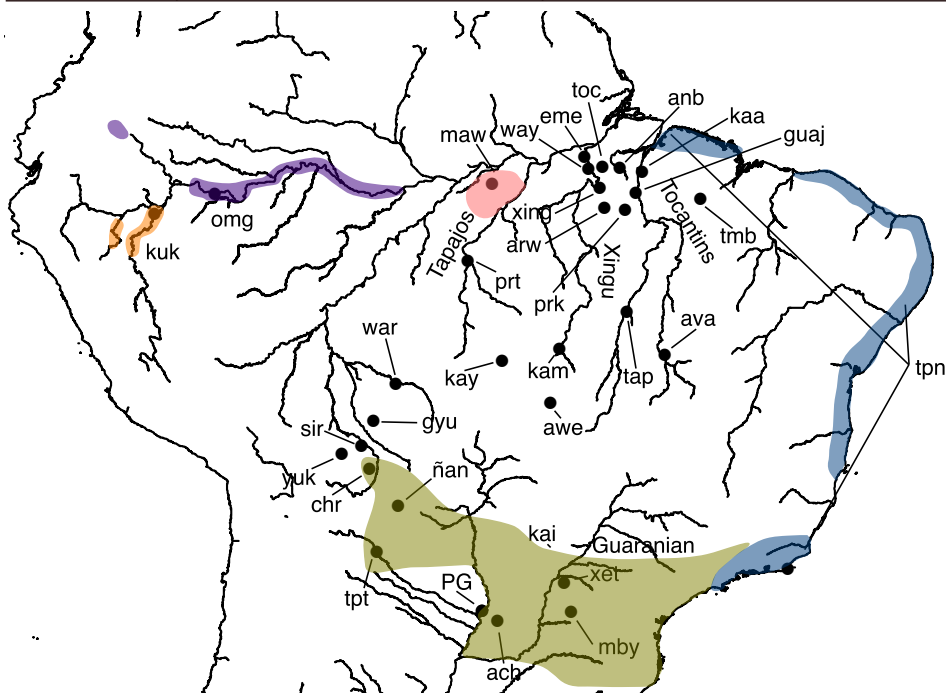 toc
anb
eme
kaa
maw
way
guaj
omg
xing
Tapajos
Tocantins
kuk
arw
tmb
Xingu
prt
prk
war
ava
kay
kam
tap
tpn
gyu
awe
sir
yuk
ñan
chr
kai
Guaranian
PG
xet
tpt
mby
ach